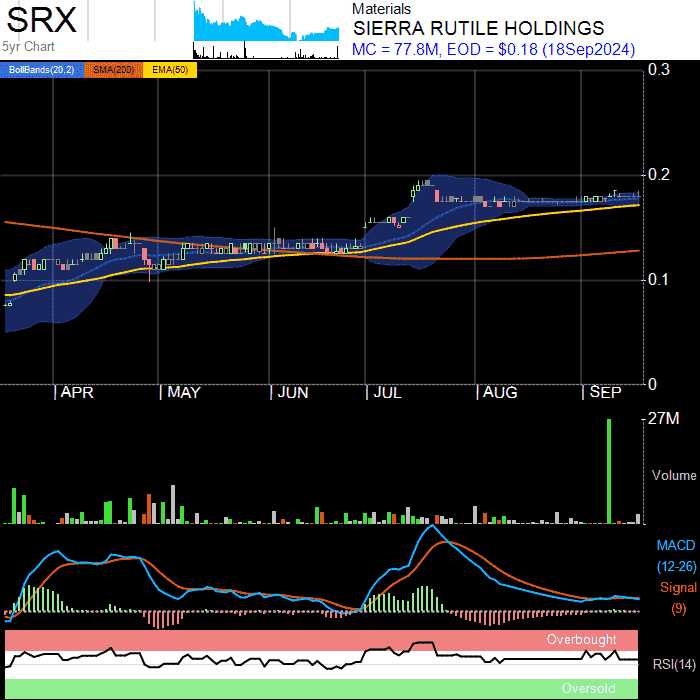 SRX
5yr Chart
Materials
SIERRA RUTILE HOLDINGS
MC = 77.8M, EOD = $0.18 (18Sep2024)
BollBands(20,2) SMA(200) EMA(50)
0.3
0.2
0.1
0
APR MAY JUN JUL AUG SEP
27M
Volume
MACD
(12-26)
Signal
(9)
Overbought
RSI(14)
Oversold